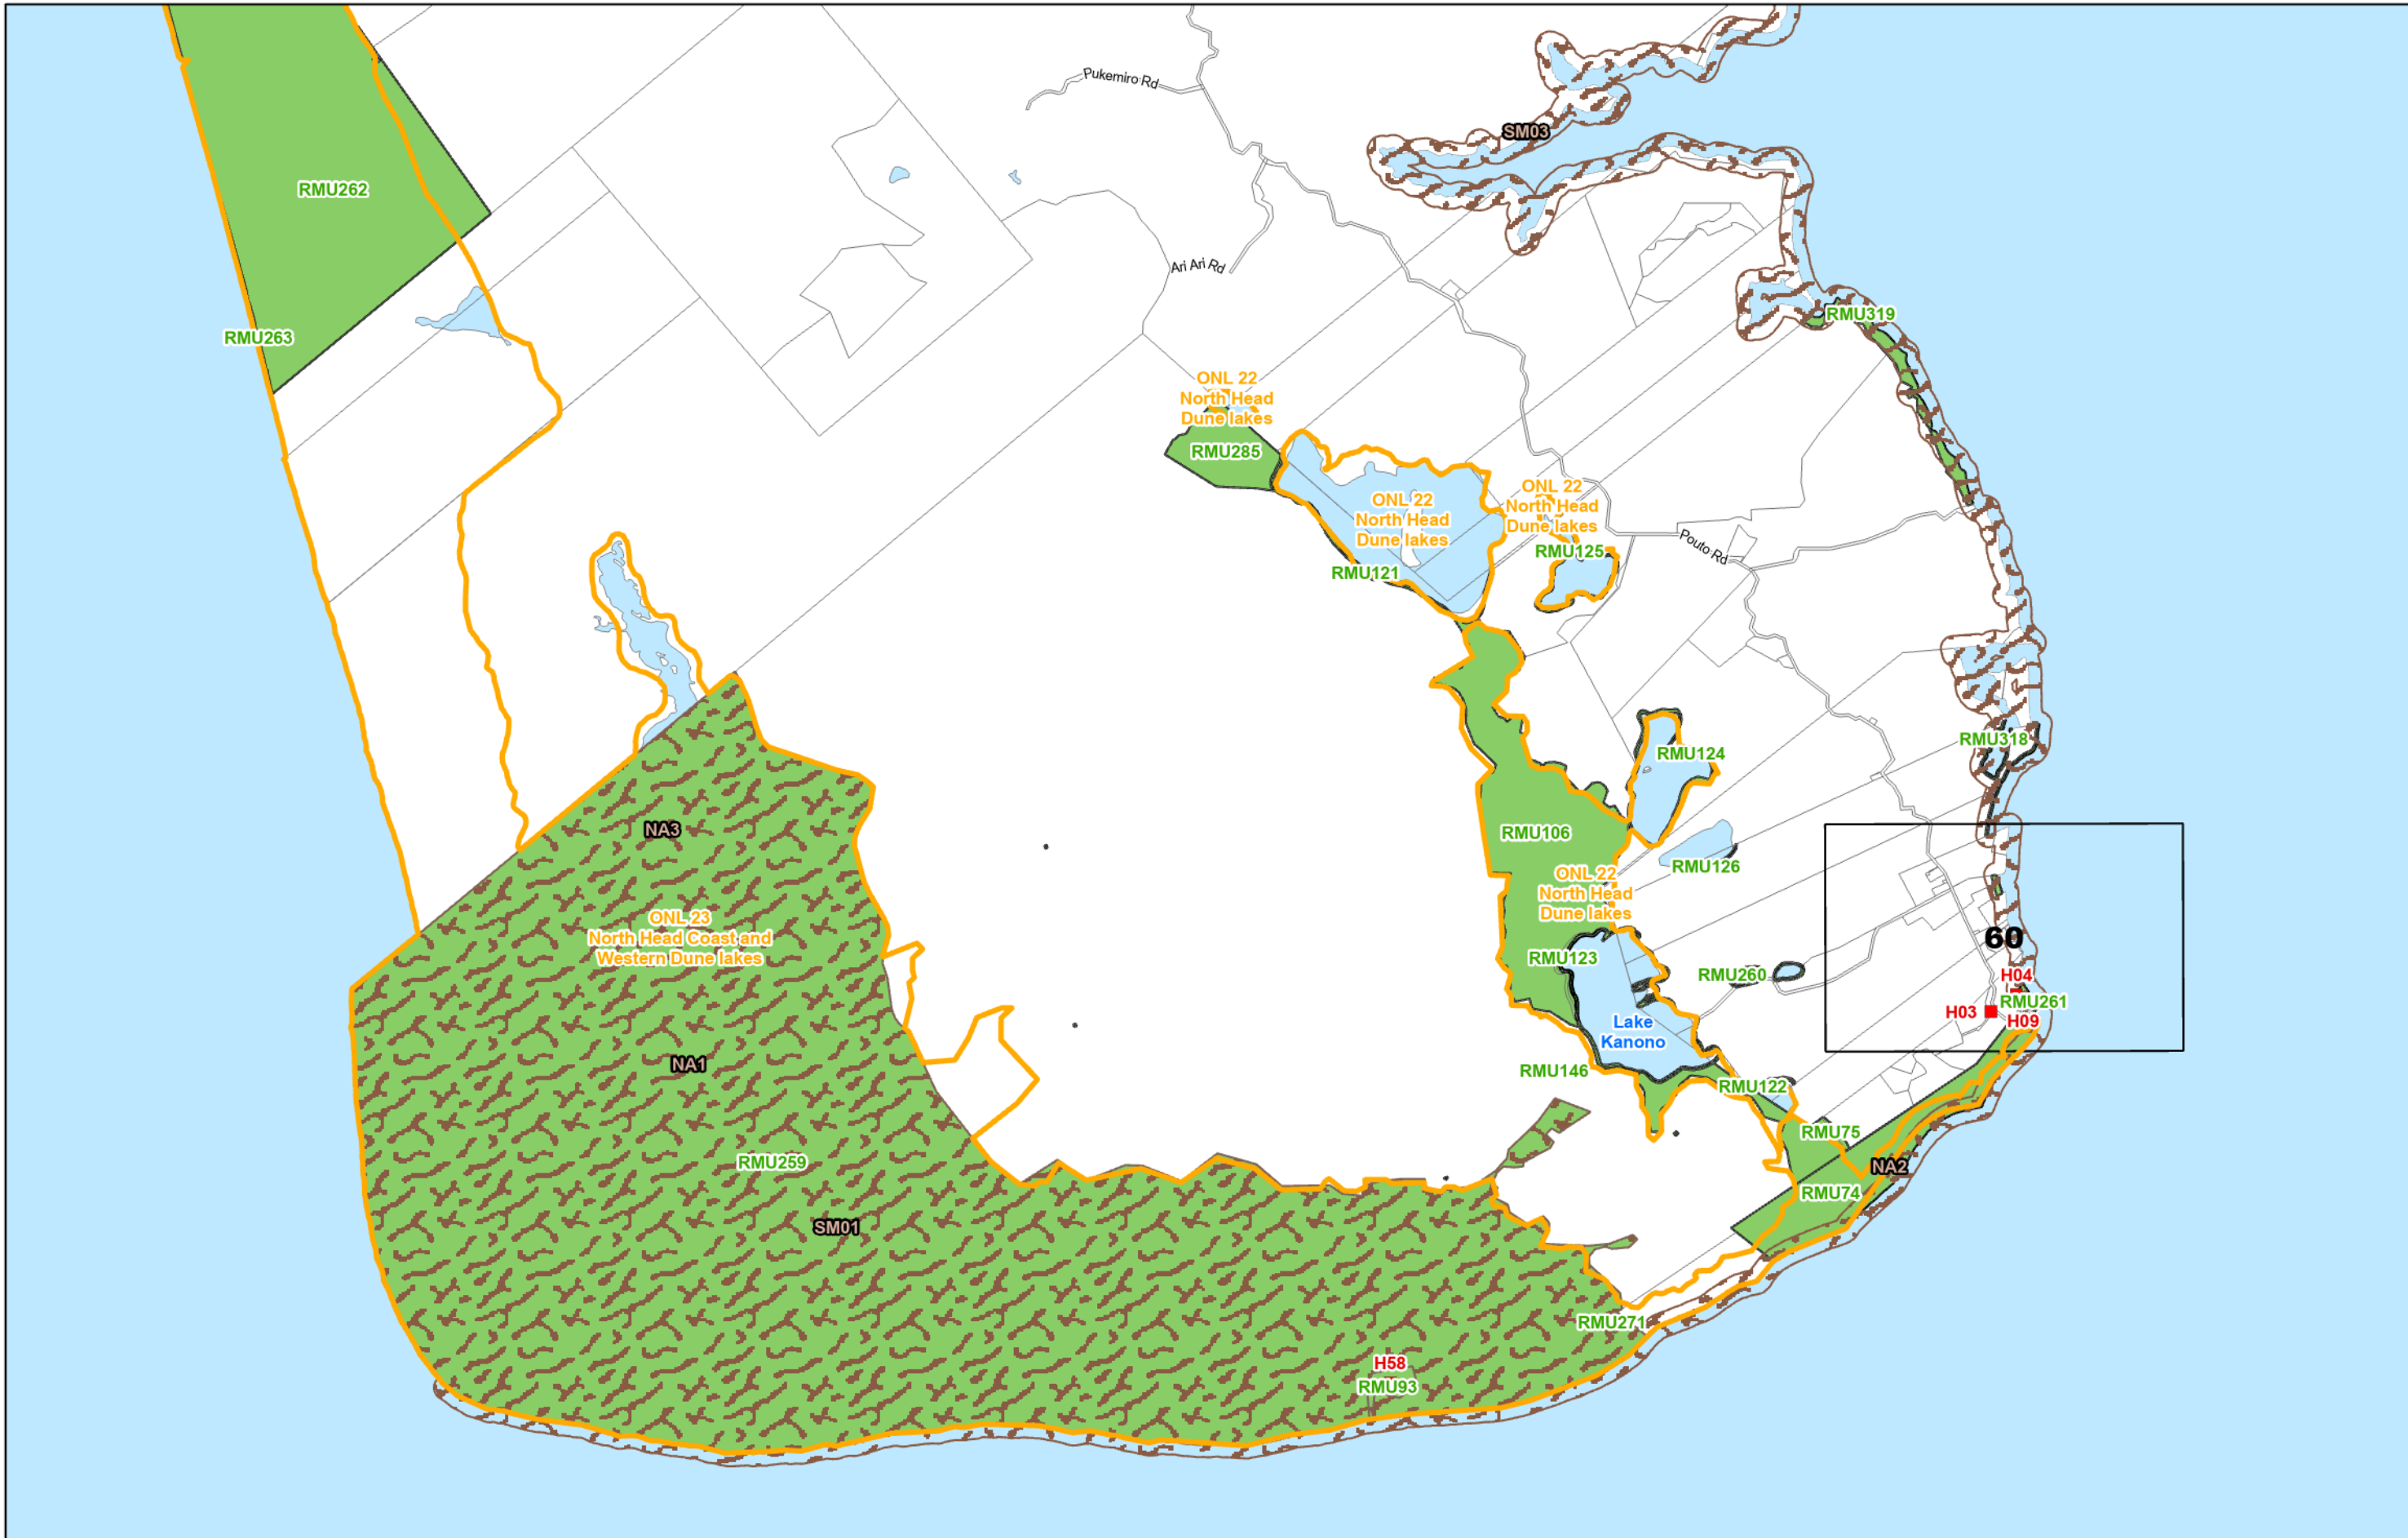 Pukemiro Rd
SM03
RMU262
Ari Ari Rd
RMU319
RMU263
ONL 22
North Head
Dune lakes
RMU285
ONL 22
North Head
Dune lakes
ONL 22
North Head
Dune lakes
RMU125
Pouto Rd
RMU121
RMU318
RMU124
NA3
RMU106
RMU126
ONL 22
North Head
Dune lakes
ONL 23
North Head Coast and
Western Dune lakes
60
RMU123
RMU260
H04
RMU261
H03
H09
Lake
Kanono
NA1
RMU146
RMU122
RMU75
RMU259
NA2
RMU74
SM01
RMU271
H58
RMU93